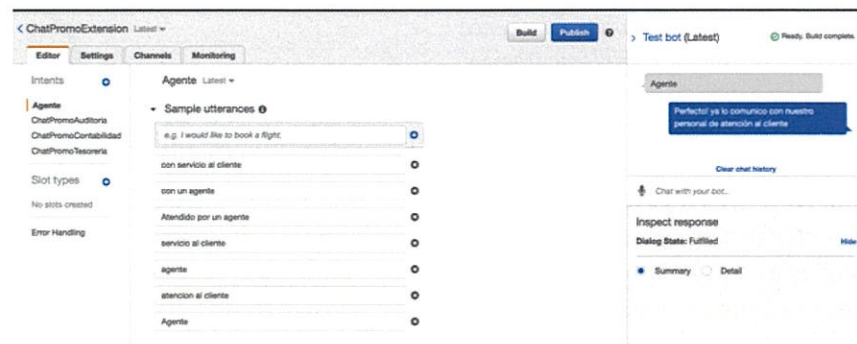 ChatPromoExtension Latest
Build Publish
Editor Settings Channels Monitoring
Intents
Agente
ChatPromoAuditoria
ChatPromoContabilidad
ChatPromoTesoreria
Slot types
No slots created
Error Handling
Agente Latest
Sample utterances
e.g. I would like to book a flight.
con servicio al cliente
con un agente
Atendido por un agente
servicio al cliente
agente
atencion al cliente
Agente
Test bot (Latest)
Ready. Build complete.
Agente
Perfecto! ya lo comunico con nuestro
personal de atención al cliente
Clear chat history
Chat with your bot...
Inspect response
Dialog State: Fulfilled
Hide
Summary Detail